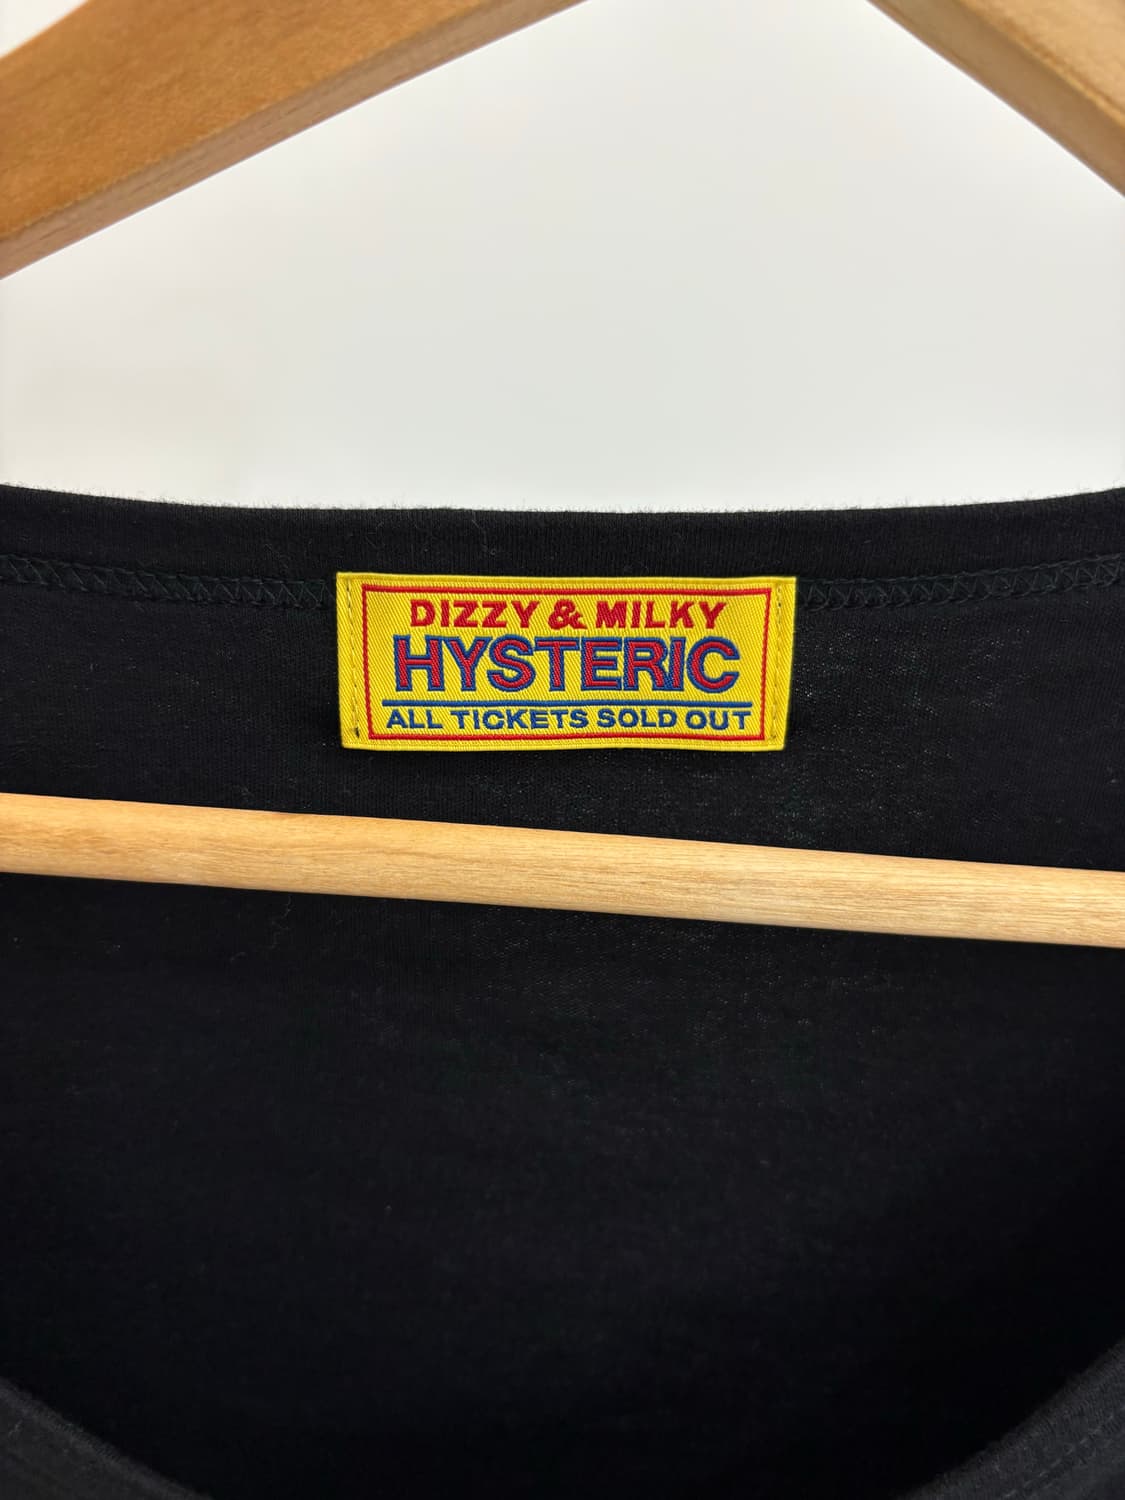 DIZZY & MILKY
HYSTERIC
ALL TICKETS SOLD OUT